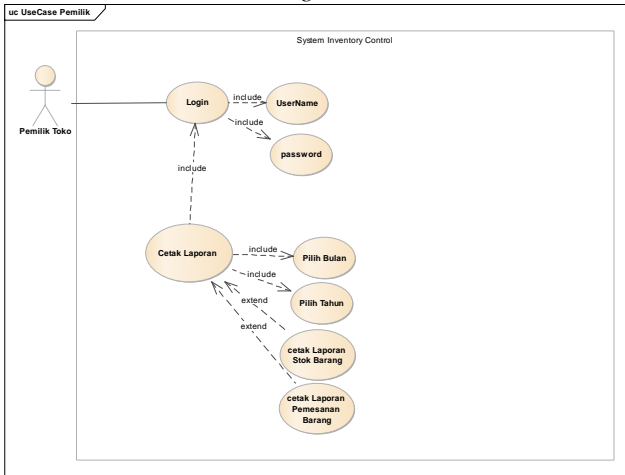 uc UseCase Pemilik
System Inventory Control
Pemilik Toko
Login
include
UserName
include
password
include
Cetak Laporan
include
Pilih Bulan
include
Pilih Tahun
extend
cetak Laporan
Stok Barang
extend
cetak Laporan
Pemesanan
Barang